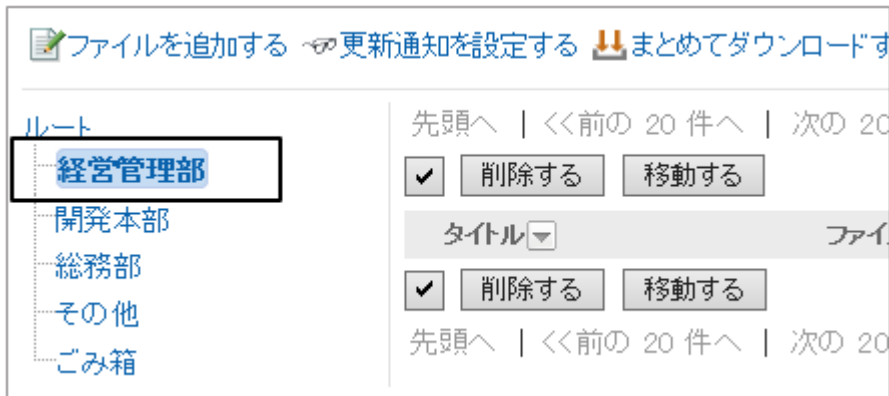 ファイルを追加する 更新通知を設定する まとめてダウンロードす
ルート
経営管理部
開発本部
総務部
その他
ごみ箱
先頭へ | <<前の 20 件へ | 次の 20
削除する 移動する
タイトル ファイ
削除する 移動する
先頭へ | <<前の 20 件へ | 次の 20